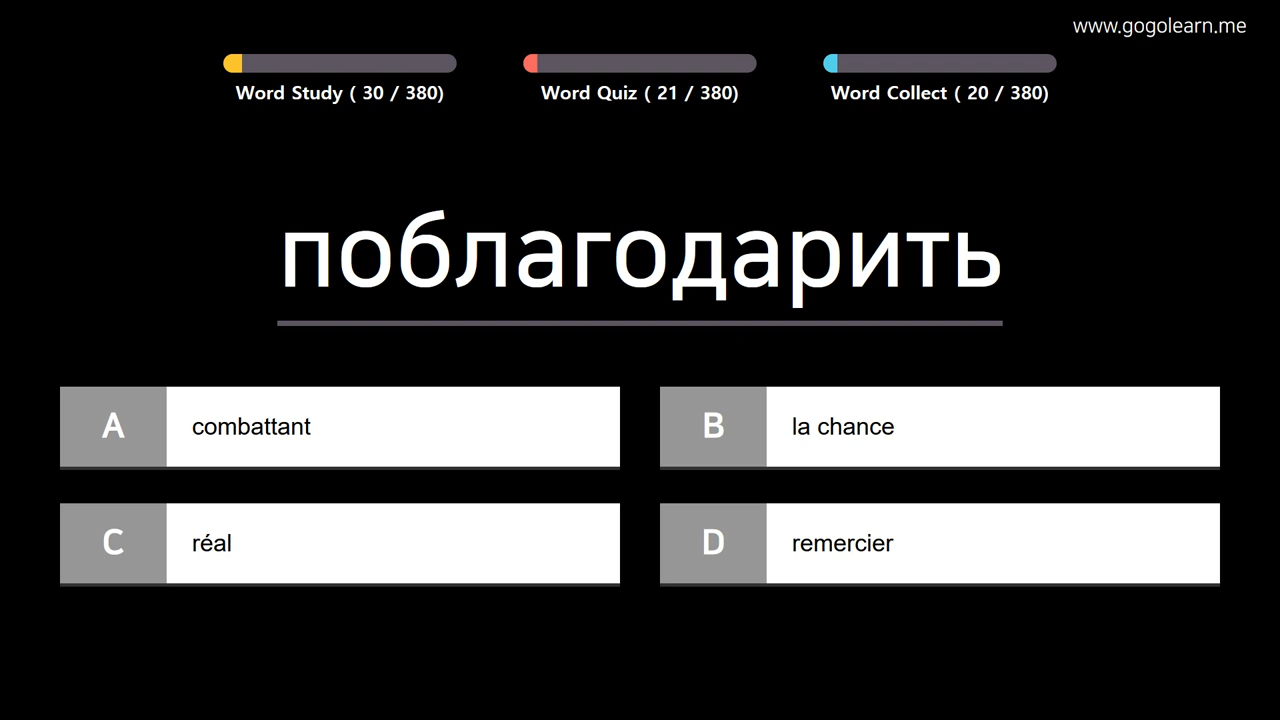 www.gogolearn.me
Word Study ( 30 / 380)
Word Quiz ( 21 / 380)
Word Collect ( 20 / 380)
поблагодарить
A combattant
B la chance
C réal
D remercier